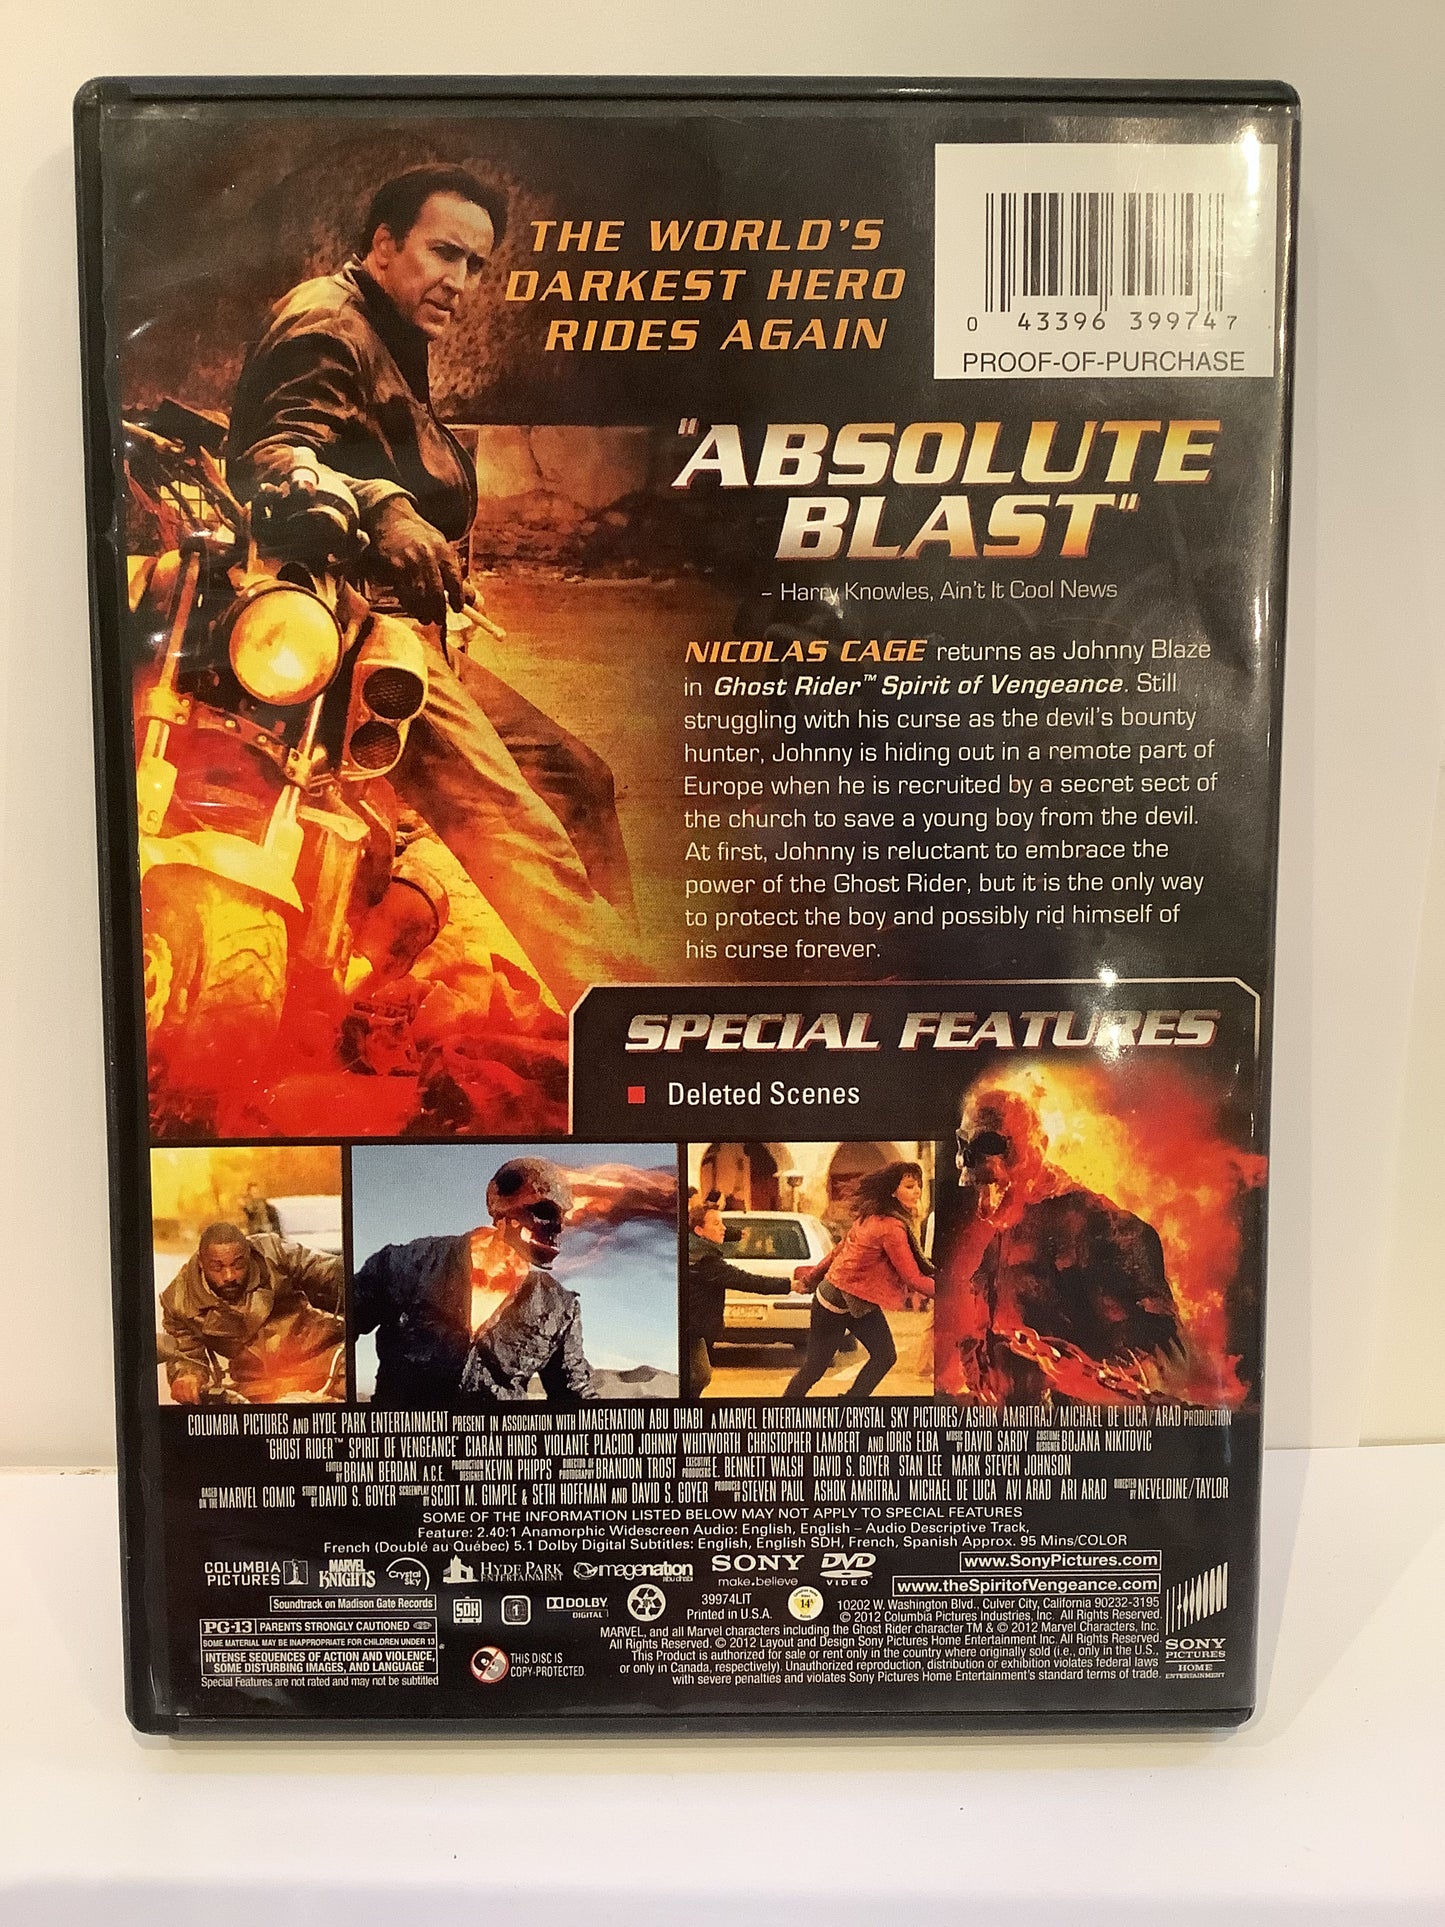 THE WORLD'S
DARKEST HERO
RIDES AGAIN
0 43396 39974 7
PROOF-OF-PURCHASE
"ABSOLUTE
BLAST"
– Harry Knowles, Ain't It Cool News
NICOLAS CAGE returns as Johnny Blaze
in Ghost Rider™ Spirit of Vengeance. Still
struggling with his curse as the devil's bounty
hunter, Johnny is hiding out in a remote part of
Europe when he is recruited by a secret sect of
the church to save a young boy from the devil.
At first, Johnny is reluctant to embrace the
power of the Ghost Rider, but it is the only way
to protect the boy and possibly rid himself of
his curse forever.
SPECIAL FEATURES
Deleted Scenes
COLUMBIA PICTURES AND HYDE PARK ENTERTAINMENT PRESENT IN ASSOCIATION WITH IMAGENATION ABU DHABI A MARVEL ENTERTAINMENT/CRYSTAL SKY PICTURES/ASHOK AMRITRAJ/MICHAEL DE LUCA/ARAD PRODUCTION
"GHOST RIDER™ SPIRIT OF VENGEANCE" CIARÁN HINDS VIOLANTE PLACIDO JOHNNY WHITWORTH CHRISTOPHER LAMBERT AND IDRIS ELBA MUSIC BY DAVID SARDY COSTUME DESIGNER BOJANA NIKITOVIC
EDITED BY BRIAN BERDAN, A.C.E. PRODUCTION DESIGNER KEVIN PHIPPS DIRECTOR OF PHOTOGRAPHY BRANDON TROST EXECUTIVE PRODUCERS E. BENNETT WALSH DAVID S. GOYER STAN LEE MARK STEVEN JOHNSON
BASED ON THE MARVEL COMIC STORY BY DAVID S. GOYER SCREENPLAY BY SCOTT M. GIMPLE & SETH HOFFMAN AND DAVID S. GOYER PRODUCED BY STEVEN PAUL ASHOK AMRITRAJ MICHAEL DE LUCA AVI ARAD ARI ARAD DIRECTED BY NEVELDINE/TAYLOR
SOME OF THE INFORMATION LISTED BELOW MAY NOT APPLY TO SPECIAL FEATURES
Feature: 2.40:1 Anamorphic Widescreen Audio: English, English – Audio Descriptive Track,
French (Doublé au Québec) 5.1 Dolby Digital Subtitles: English, English SDH, French, Spanish Approx. 95 Mins/COLOR
COLUMBIA PICTURES MARVEL KNIGHTS Crystal Sky HYDE PARK ENTERTAINMENT imagenation abu dhabi SONY make.believe DVD VIDEO www.SonyPictures.com
www.theSpiritofVengeance.com
Soundtrack on Madison Gate Records
SDH 1 DOLBY DIGITAL
39974LIT
Printed in U.S.A.
14
10202 W. Washington Blvd., Culver City, California 90232-3195
© 2012 Columbia Pictures Industries, Inc. All Rights Reserved.
MARVEL, and all Marvel characters including the Ghost Rider character TM & © 2012 Marvel Characters, Inc.
All Rights Reserved. © 2012 Layout and Design Sony Pictures Home Entertainment Inc. All Rights Reserved.
This Product is authorized for sale or rent only in the country where originally sold (i.e., only in the U.S.,
or only in Canada, respectively). Unauthorized reproduction, distribution or exhibition violates federal laws
with severe penalties and violates Sony Pictures Home Entertainment's standard terms of trade.
PG-13 PARENTS STRONGLY CAUTIONED
SOME MATERIAL MAY BE INAPPROPRIATE FOR CHILDREN UNDER 13
INTENSE SEQUENCES OF ACTION AND VIOLENCE,
SOME DISTURBING IMAGES, AND LANGUAGE
Special Features are not rated and may not be subtitled
THIS DISC IS
COPY-PROTECTED.
SONY
PICTURES
HOME
ENTERTAINMENT